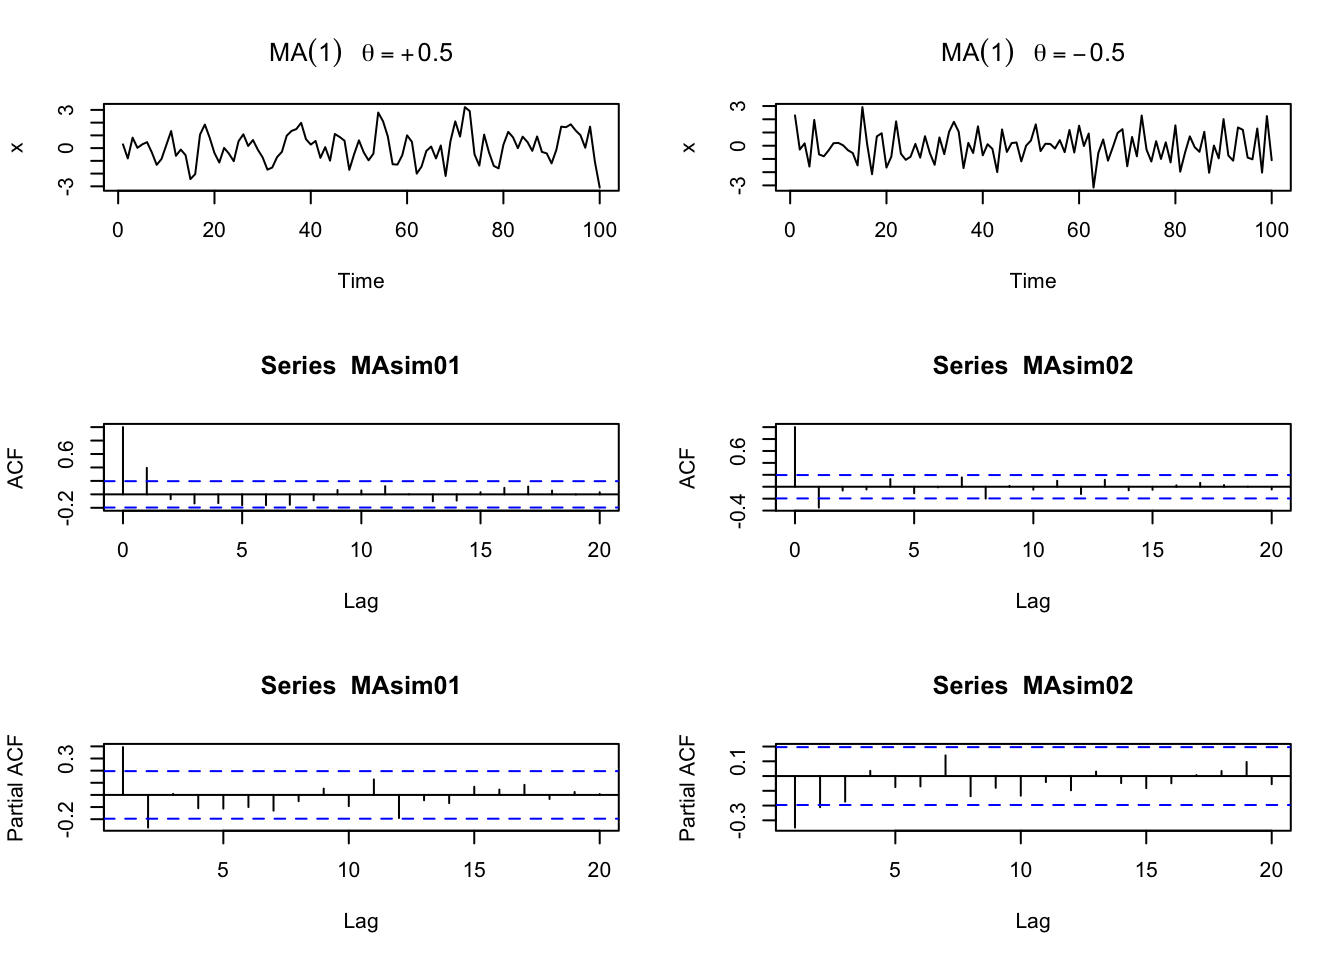 MA(1) θ = +0.5
x
3
0
-3
0 20 40 60 80 100
Time
MA(1) θ = −0.5
x
3
0
-3
0 20 40 60 80 100
Time
Series MAsim01
ACF
0.6
-0.2
0 5 10 15 20
Lag
Series MAsim02
ACF
0.6
-0.4
0 5 10 15 20
Lag
Series MAsim01
Partial ACF
0.3
-0.2
5 10 15 20
Lag
Series MAsim02
Partial ACF
0.1
-0.3
5 10 15 20
Lag